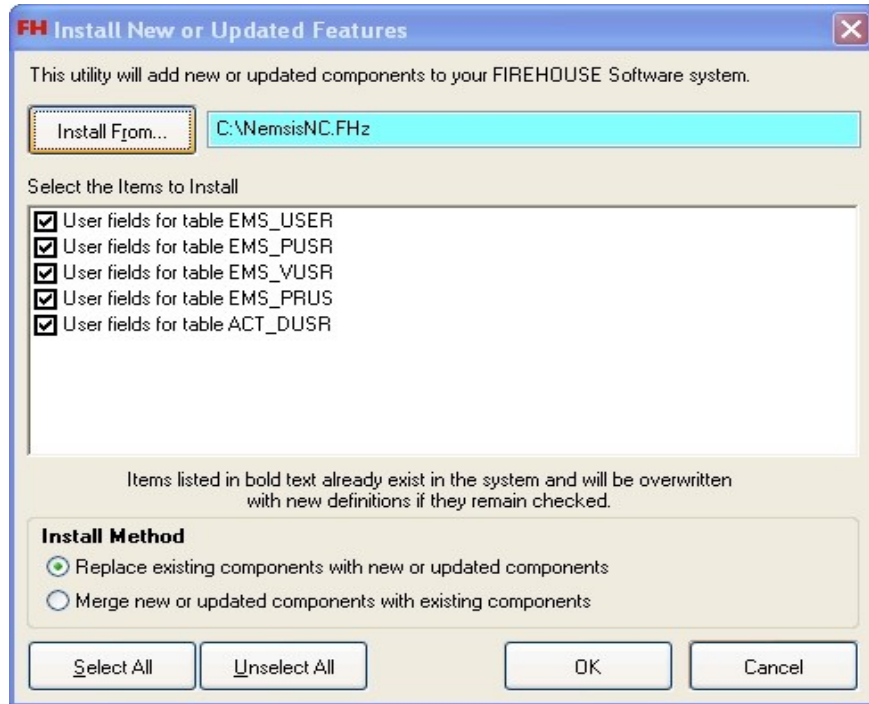 FH Install New or Updated Features
This utility will add new or updated components to your FIREHOUSE Software system.
Install From... C:\NemsisNC.FHz
Select the Items to Install
User fields for table EMS_USER
User fields for table EMS_PUSR
User fields for table EMS_VUSR
User fields for table EMS_PRUS
User fields for table ACT_DUSR
Items listed in bold text already exist in the system and will be overwritten
with new definitions if they remain checked.
Install Method
Replace existing components with new or updated components
Merge new or updated components with existing components
Select All Unselect All OK Cancel